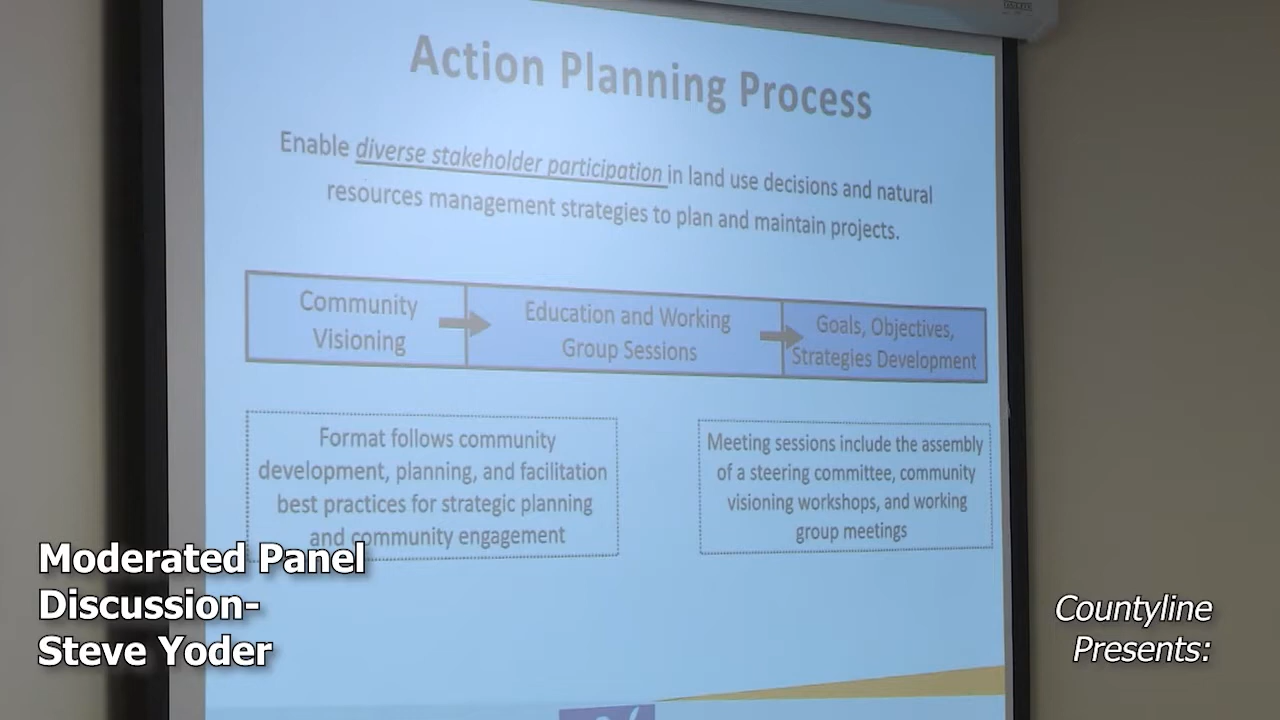 Action Planning Process
Enable diverse stakeholder participation in land use decisions and natural
resources management strategies to plan and maintain projects.
Community
Visioning
Education and Working
Group Sessions
Goals, Objectives,
Strategies Development
Format follows community
development, planning, and facilitation
best practices for strategic planning
and community engagement
Meeting sessions include the assembly
of a steering committee, community
visioning workshops, and working
group meetings
Moderated Panel
Discussion-
Steve Yoder
Countyline
Presents: